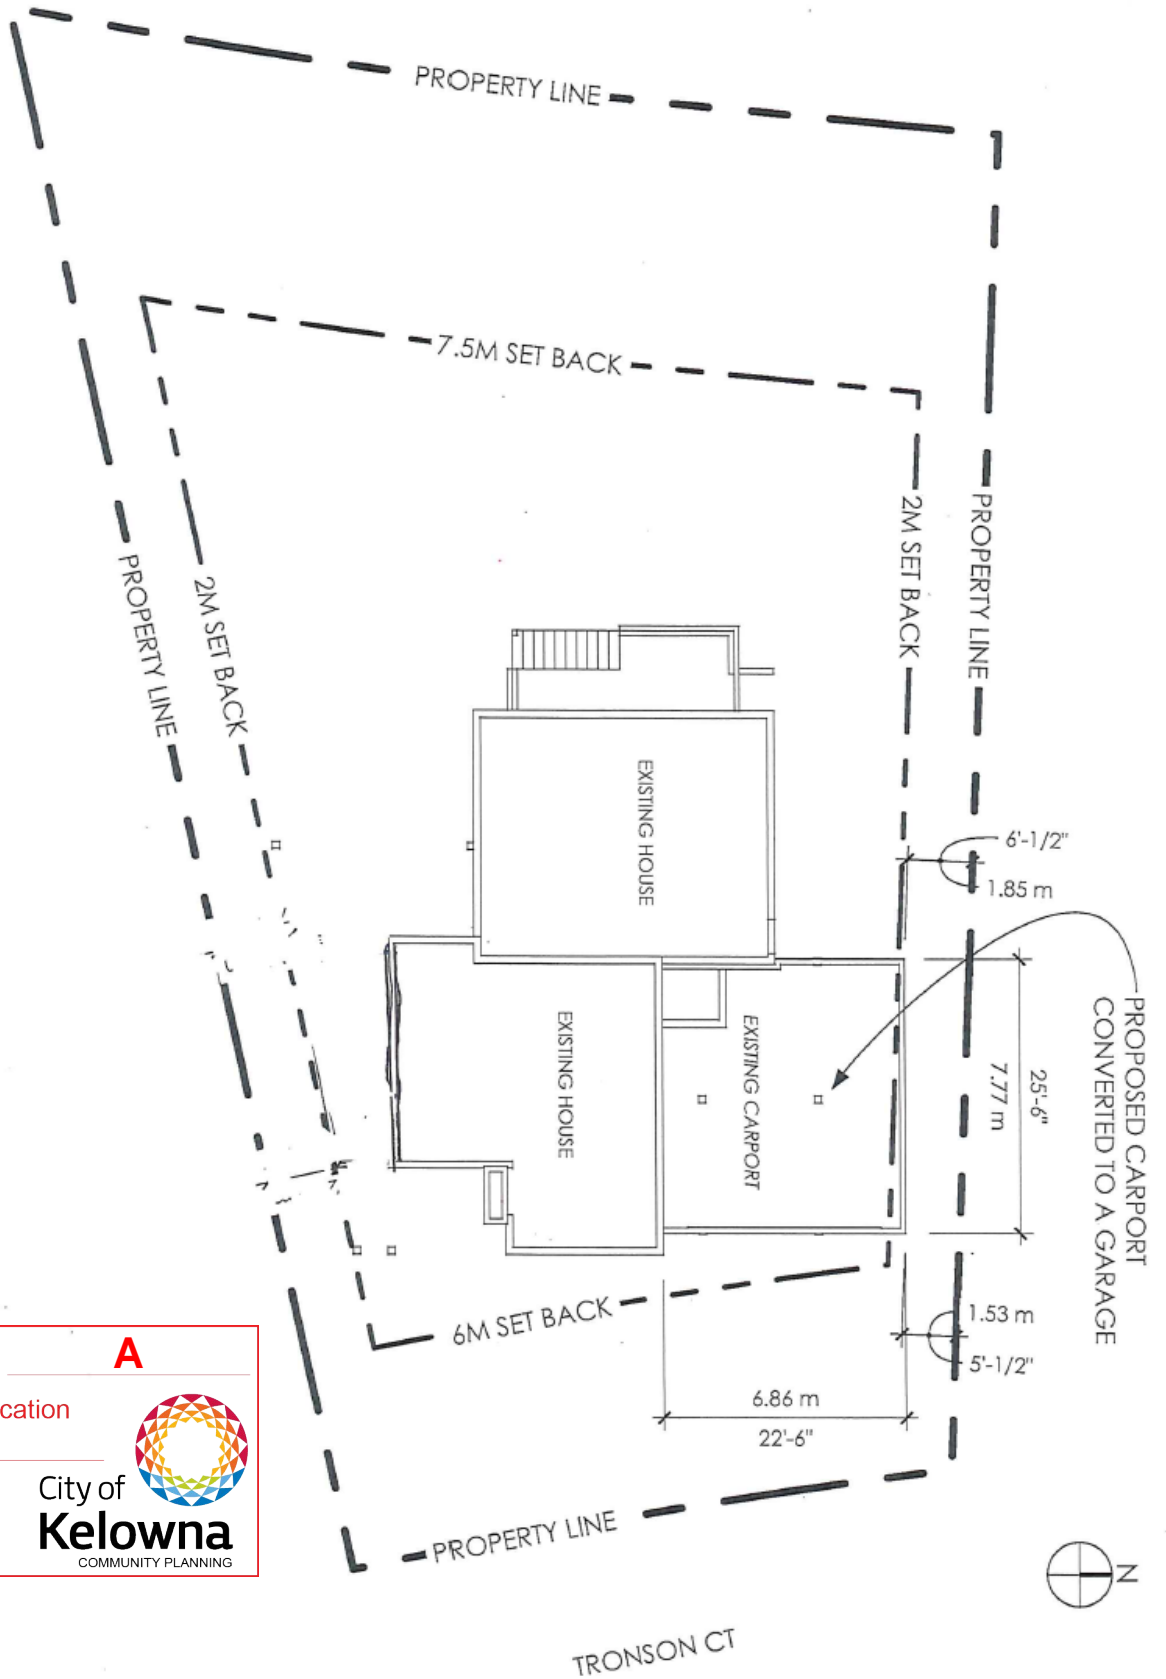 PROPERTY LINE
7.5M SET BACK
2M SET BACK
PROPERTY LINE
PROPERTY LINE
2M SET BACK
EXISTING HOUSE
6'-1/2"
1.85 m
EXISTING HOUSE
EXISTING CARPORT
PROPOSED CARPORT
CONVERTED TO A GARAGE
25'-6"
7.77 m
6M SET BACK
1.53 m
5'-1/2"
6.86 m
22'-6"
PROPERTY LINE
TRONSON CT
N
A
cation
City of
Kelowna
COMMUNITY PLANNING